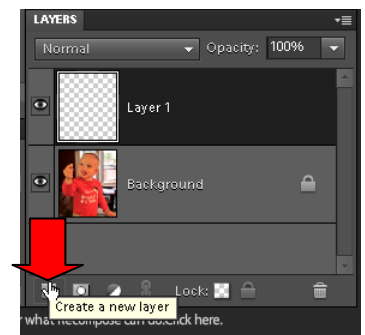 LAYERS
Normal Opacity: 100%
Layer 1
Background
Lock:
Create a new layer
what Recompose can do.Click here.